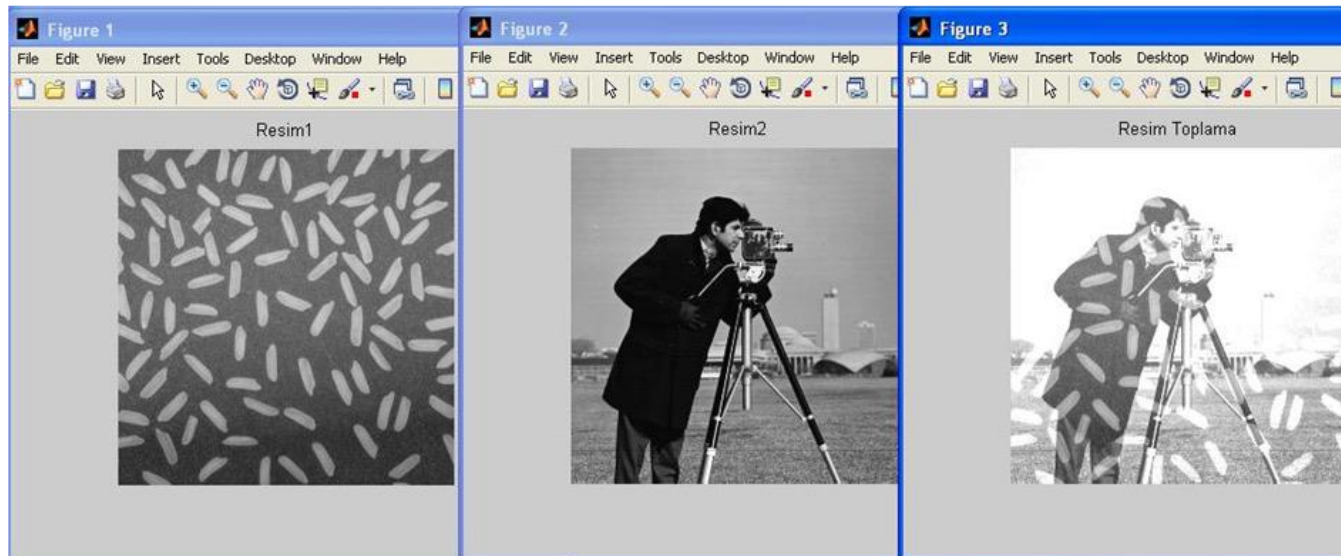 Figure 1
File Edit View Insert Tools Desktop Window Help
Resim1
Figure 2
File Edit View Insert Tools Desktop Window Help
Resim2
Figure 3
File Edit View Insert Tools Desktop Window Help
Resim Toplama